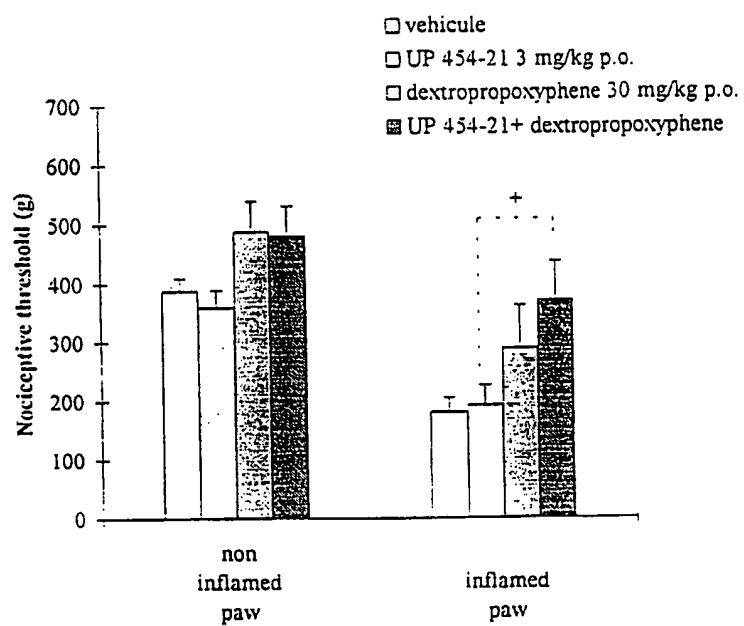 vehicule
UP 454-21 3 mg/kg p.o.
dextropropoxyphene 30 mg/kg p.o.
UP 454-21+ dextropropoxyphene
Nociceptive threshold (g)
700
600
500
400
300
200
100
0
+
non
inflamed
paw
inflamed
paw